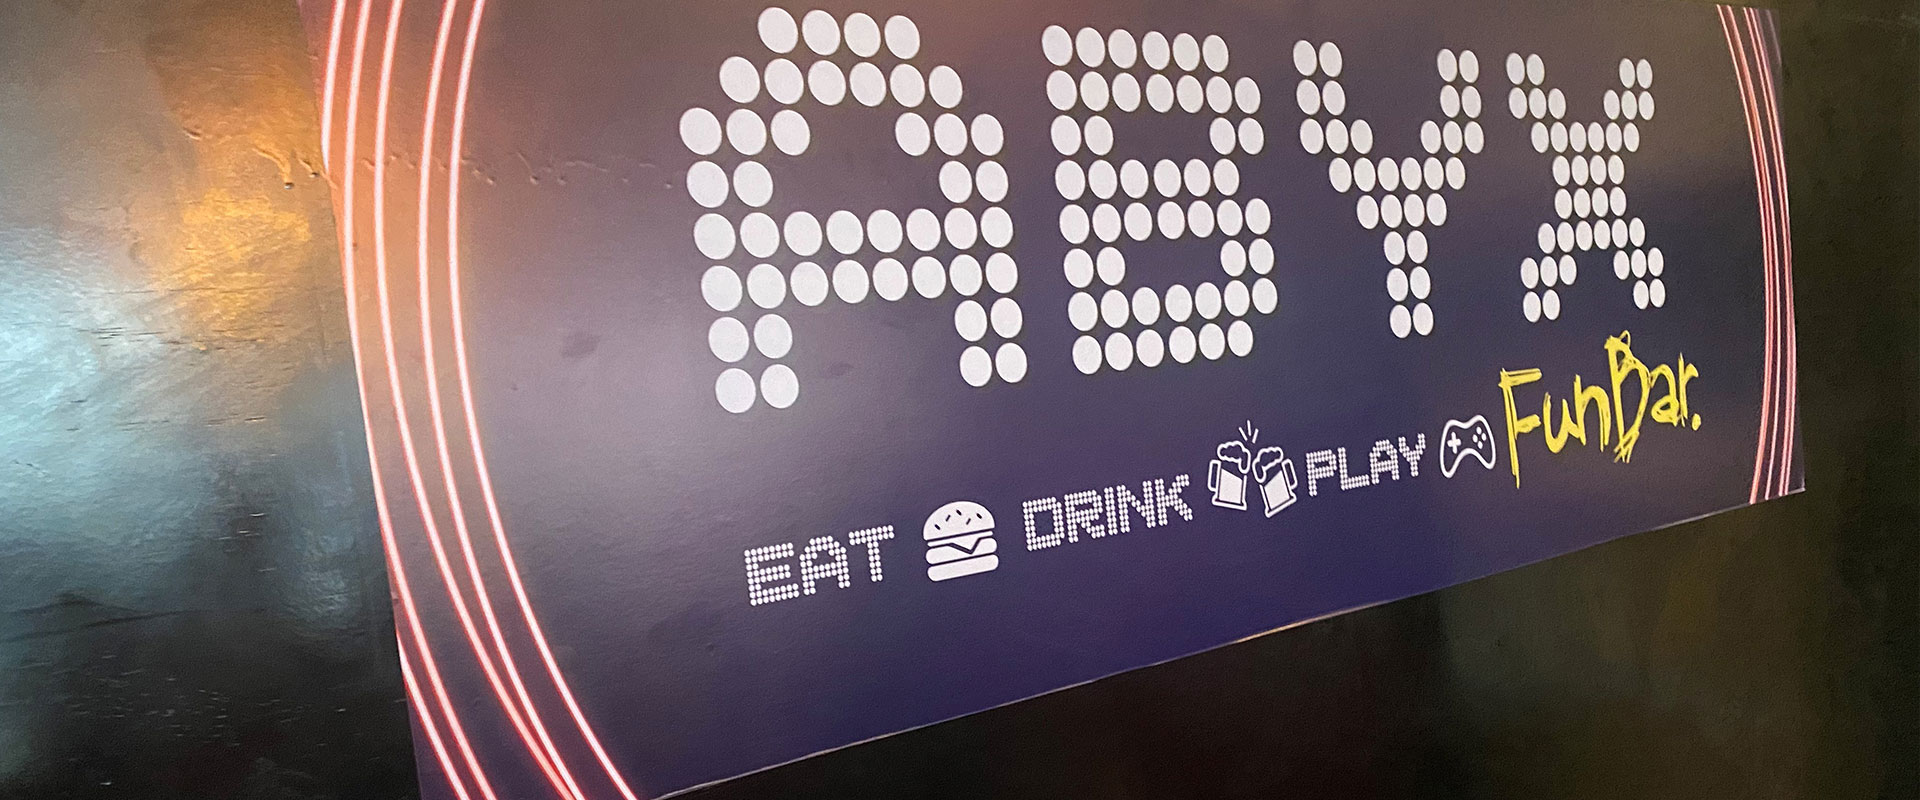 ABYX
EAT DRINK PLAY FunBar.